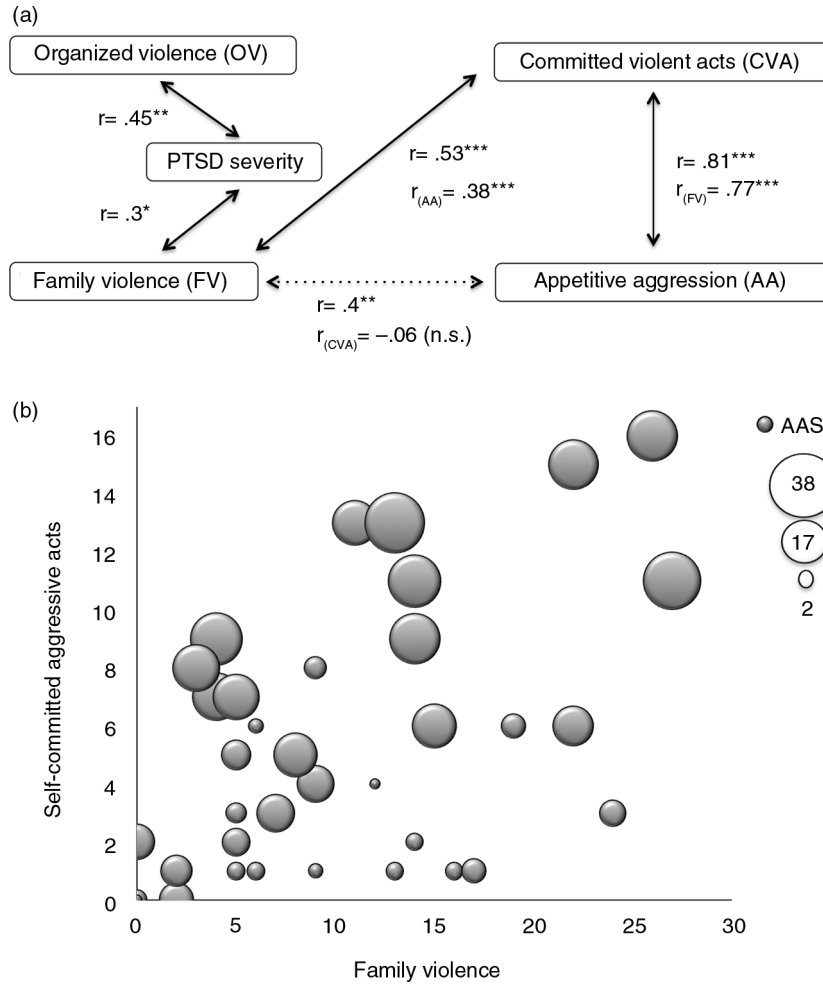 (a)
Organized violence (OV)
Committed violent acts (CVA)
r= .45**
PTSD severity
r= .53***
r(AA)= .38***
r= .81***
r(FV)= .77***
r= .3*
Family violence (FV)
Appetitive aggression (AA)
r= .4**
r(CVA)= –.06 (n.s.)
(b)
AAS
38
17
2
Self-committed aggressive acts
16
14
12
10
8
6
4
2
0
0 5 10 15 20 25 30
Family violence